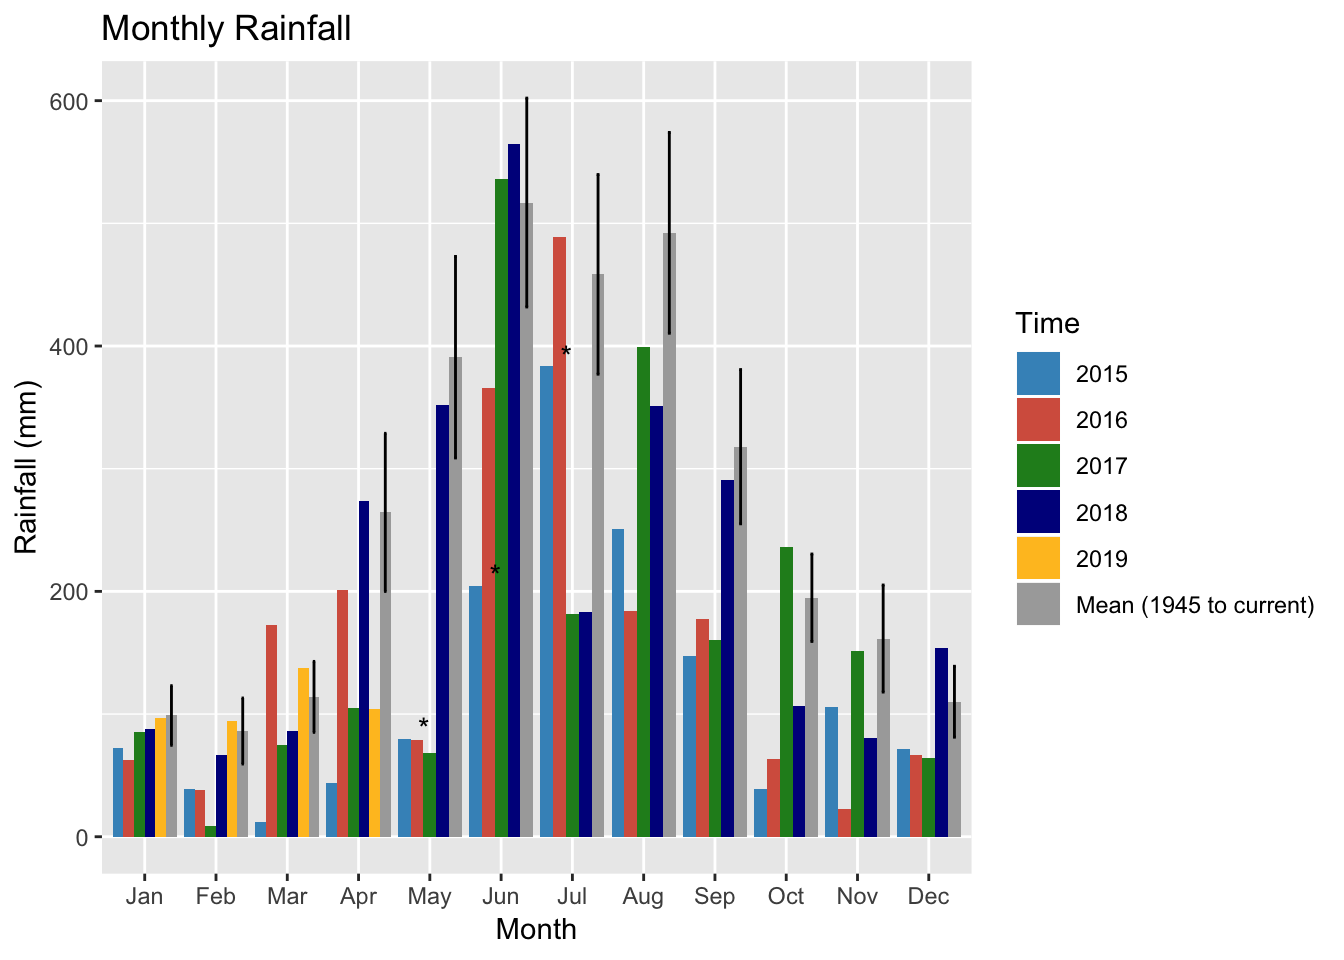 Monthly Rainfall
Rainfall (mm)
600
400
200
0
*
*
*
Jan Feb Mar Apr May Jun Jul Aug Sep Oct Nov Dec
Month
Time
2015
2016
2017
2018
2019
Mean (1945 to current)